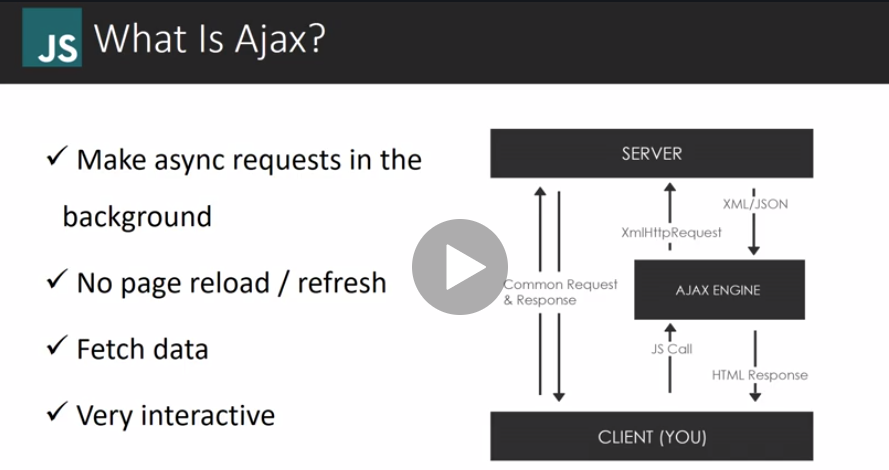 JS What Is Ajax?
✓ Make async requests in the
background
✓ No page reload / refresh
✓ Fetch data
✓ Very interactive
SERVER
XML/JSON
XmlHttpRequest
Common Request
& Response
AJAX ENGINE
JS Call
HTML Response
CLIENT (YOU)